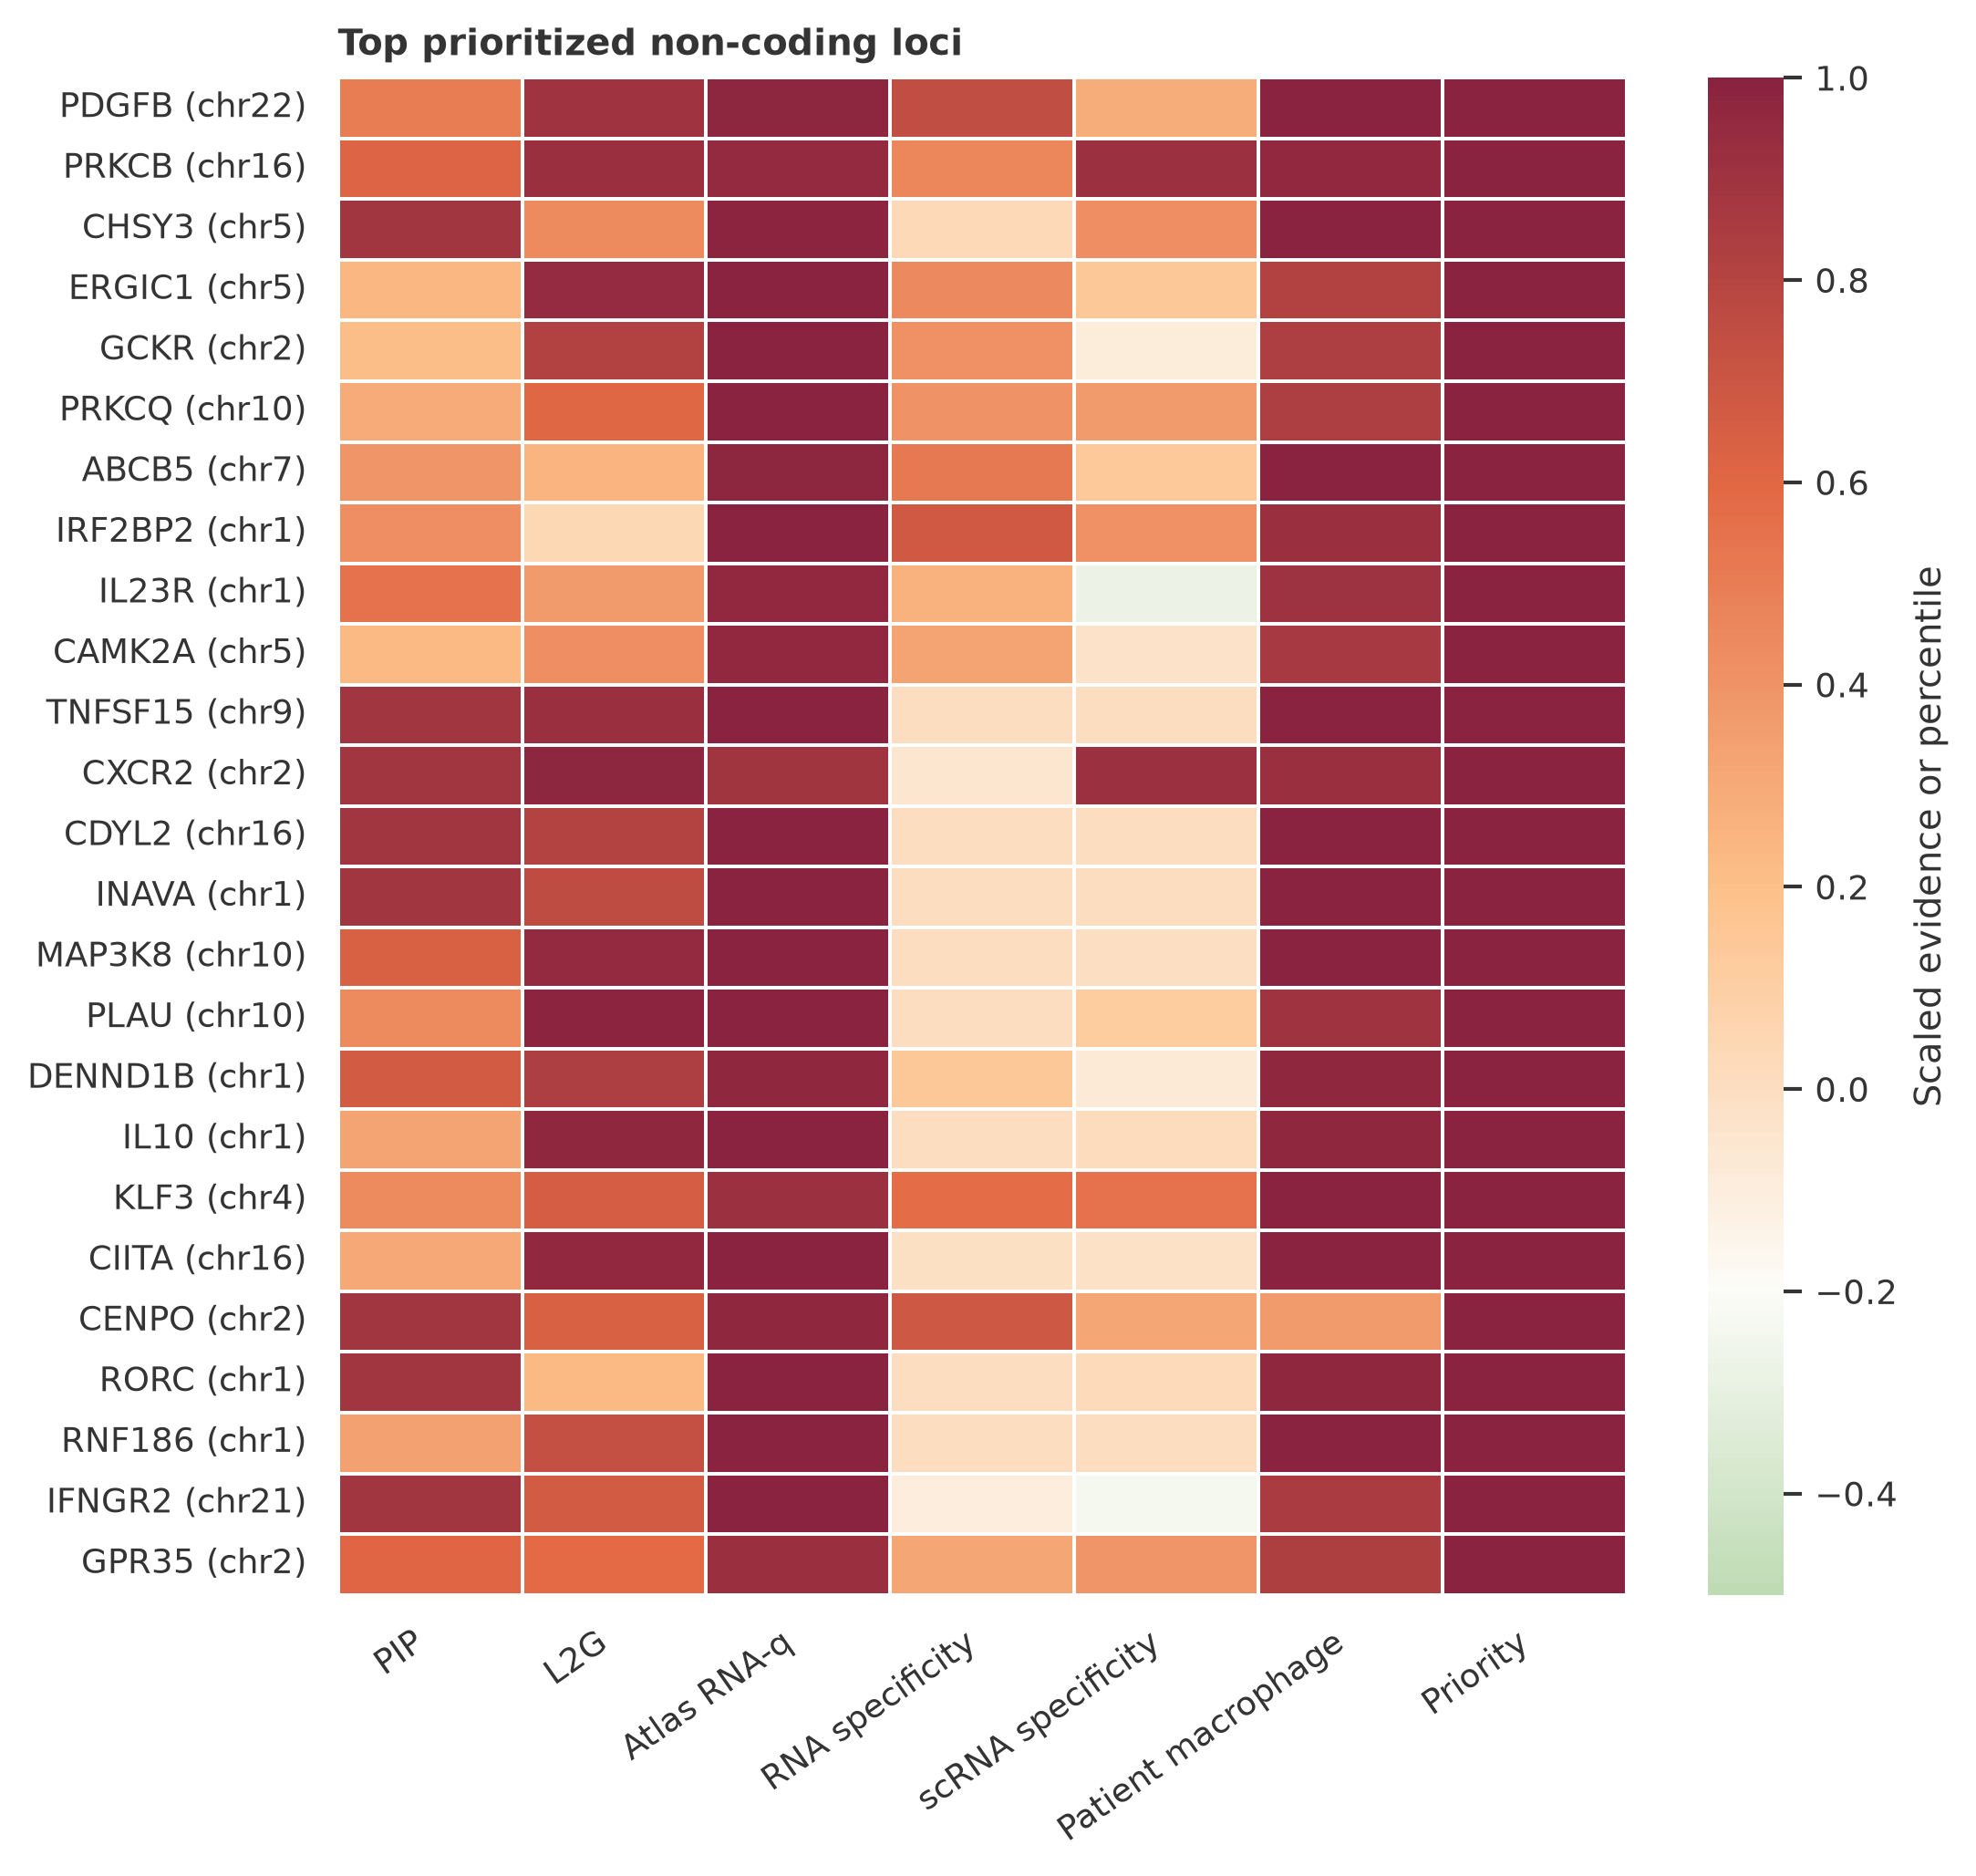 Top prioritized non-coding loci
PDGFB (chr22)
PRKCB (chr16)
CHSY3 (chr5)
ERGIC1 (chr5)
GCKR (chr2)
PRKCQ (chr10)
ABCB5 (chr7)
IRF2BP2 (chr1)
IL23R (chr1)
CAMK2A (chr5)
TNFSF15 (chr9)
CXCR2 (chr2)
CDYL2 (chr16)
INAVA (chr1)
MAP3K8 (chr10)
PLAU (chr10)
DENND1B (chr1)
IL10 (chr1)
KLF3 (chr4)
CIITA (chr16)
CENPO (chr2)
RORC (chr1)
RNF186 (chr1)
IFNGR2 (chr21)
GPR35 (chr2)
PIP
L2G
Atlas RNA-q
RNA specificity
scRNA specificity
Patient macrophage
Priority
1.0
0.8
0.6
0.4
0.2
0.0
−0.2
−0.4
Scaled evidence or percentile